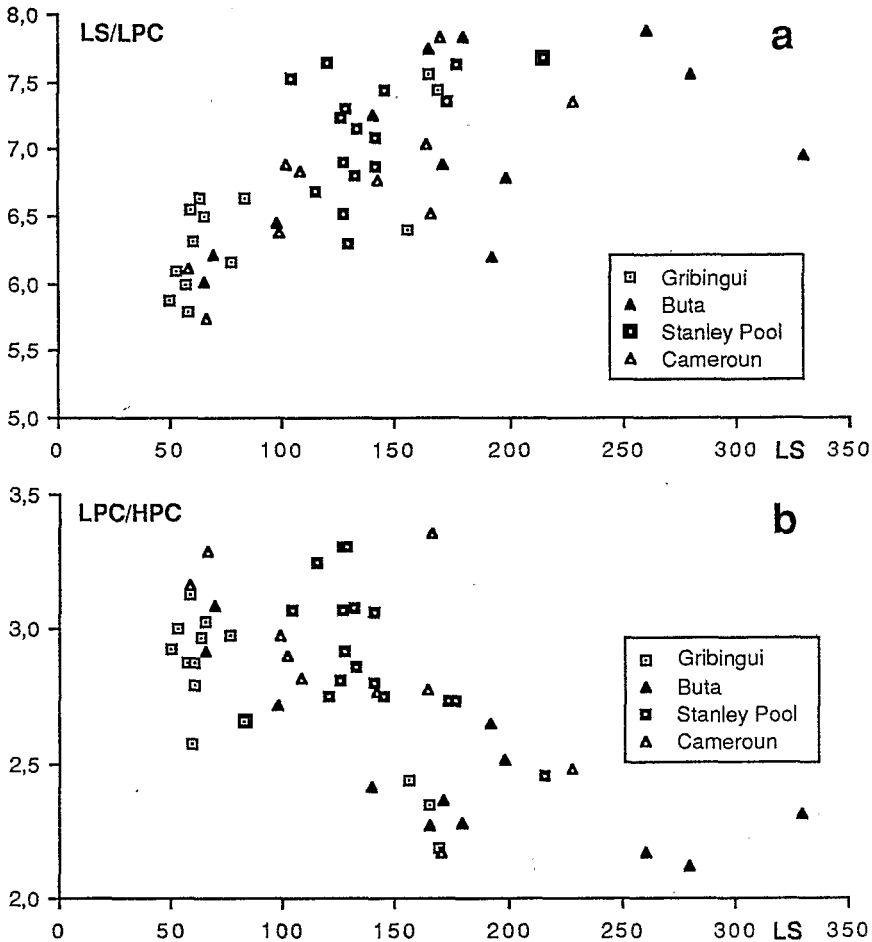 8,0
LS/LPC
a
7,5
7,0
6,5
6,0
5,5
5,0
Gribingui
Buta
Stanley Pool
Cameroun
0 50 100 150 200 250 300 LS 350
3,5
LPC/HPC
b
3,0
2,5
2,0
Gribingui
Buta
Stanley Pool
Cameroun
0 50 100 150 200 250 300 LS 350